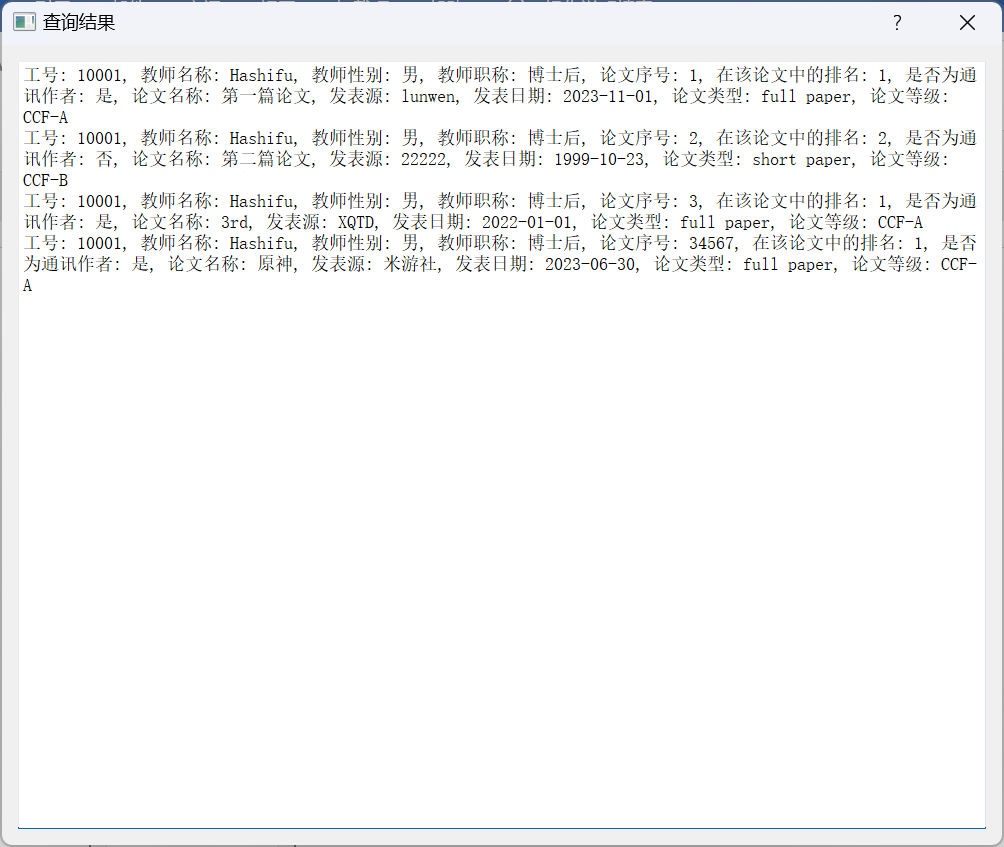 查询结果
工号: 10001, 教师名称: Hashifu, 教师性别: 男, 教师职称: 博士后, 论文序号: 1, 在该论文中的排名: 1, 是否为通
讯作者: 是, 论文名称: 第一篇论文, 发表源: lunwen, 发表日期: 2023-11-01, 论文类型: full paper, 论文等级:
CCF-A
工号: 10001, 教师名称: Hashifu, 教师性别: 男, 教师职称: 博士后, 论文序号: 2, 在该论文中的排名: 2, 是否为通
讯作者: 否, 论文名称: 第二篇论文, 发表源: 22222, 发表日期: 1999-10-23, 论文类型: short paper, 论文等级:
CCF-B
工号: 10001, 教师名称: Hashifu, 教师性别: 男, 教师职称: 博士后, 论文序号: 3, 在该论文中的排名: 1, 是否为通
讯作者: 是, 论文名称: 3rd, 发表源: XQTD, 发表日期: 2022-01-01, 论文类型: full paper, 论文等级: CCF-A
工号: 10001, 教师名称: Hashifu, 教师性别: 男, 教师职称: 博士后, 论文序号: 34567, 在该论文中的排名: 1, 是否
为通讯作者: 是, 论文名称: 原神, 发表源: 米游社, 发表日期: 2023-06-30, 论文类型: full paper, 论文等级: CCF-
A